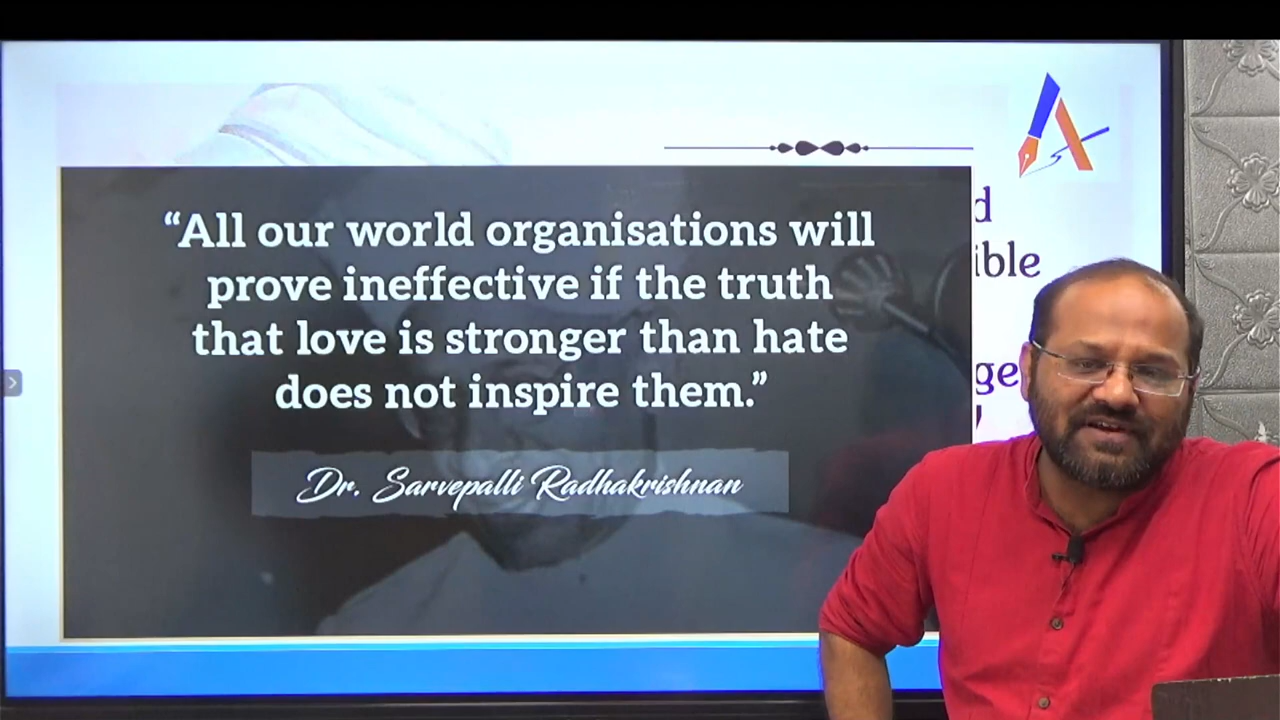 “All our world organisations will
prove ineffective if the truth
that love is stronger than hate
does not inspire them.”
Dr. Sarvepalli Radhakrishnan